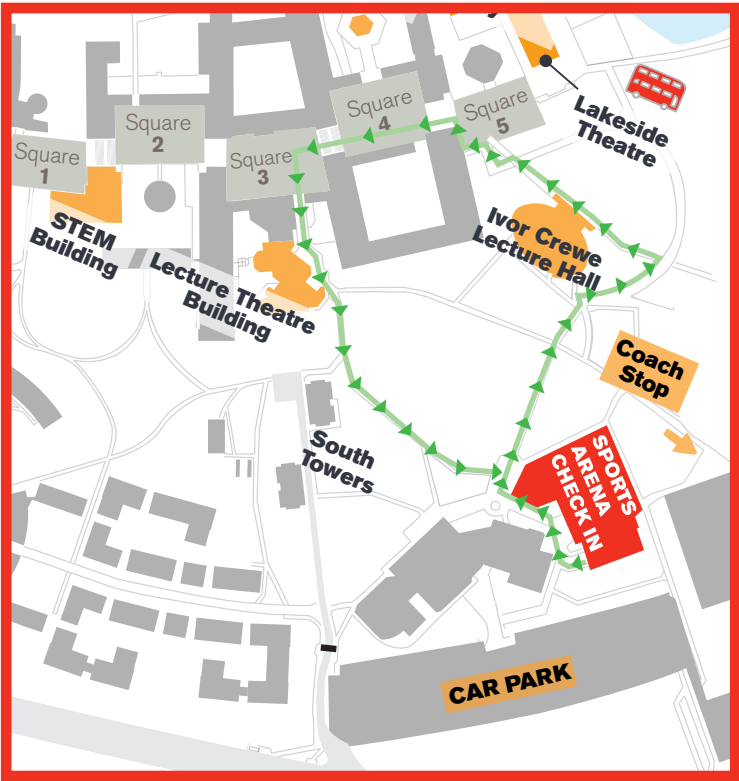 Square
4
Square
5
Lakeside
Theatre
Square
2
Square
3
Square
1
STEM
Building
Lecture Theatre
Building
Ivor Crewe
Lecture Hall
Coach
Stop
South
Towers
SPORTS
ARENA
CHECK IN
CAR PARK